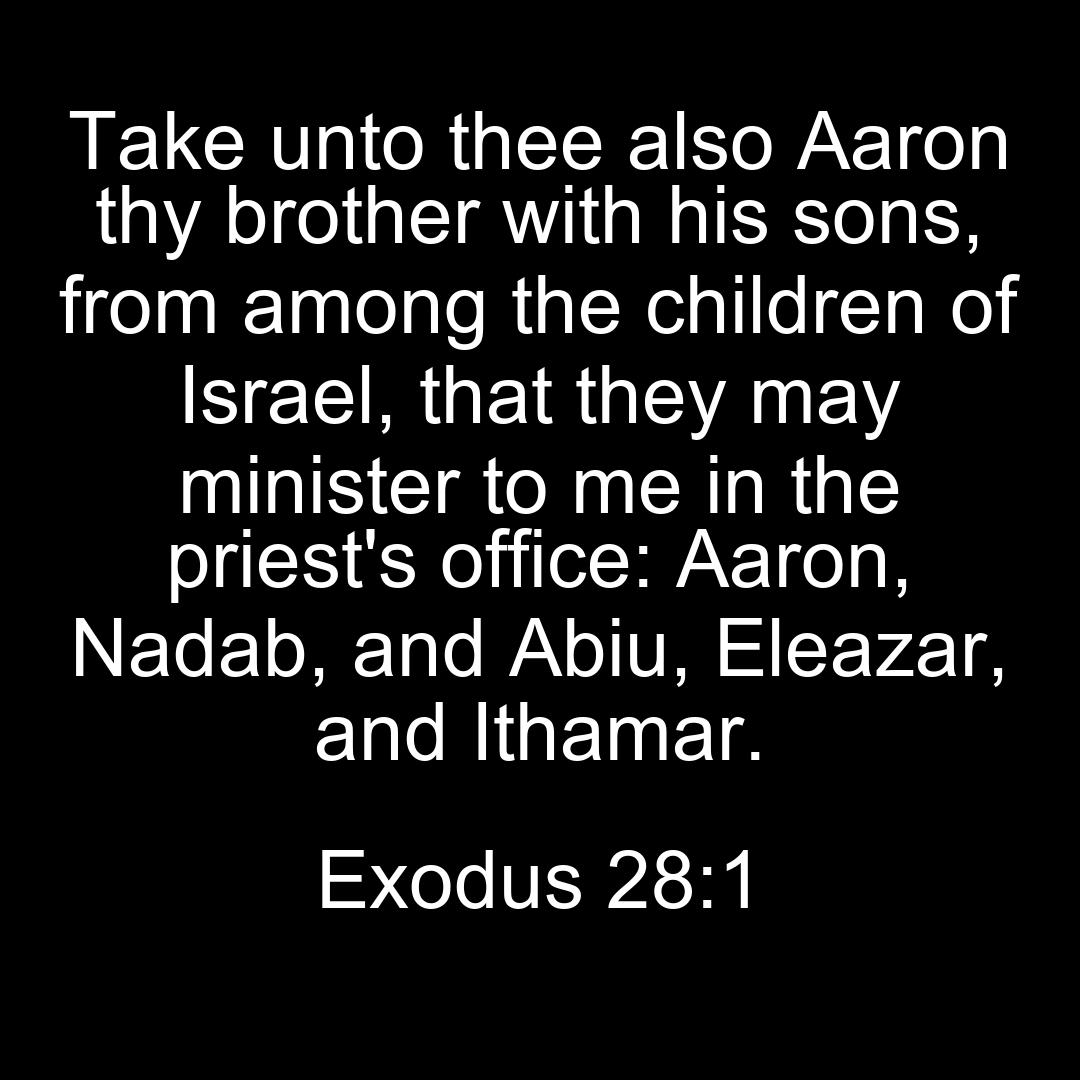 Take unto thee also Aaron
thy brother with his sons,
from among the children of
Israel, that they may
minister to me in the
priest's office: Aaron,
Nadab, and Abiu, Eleazar,
and Ithamar.
Exodus 28:1